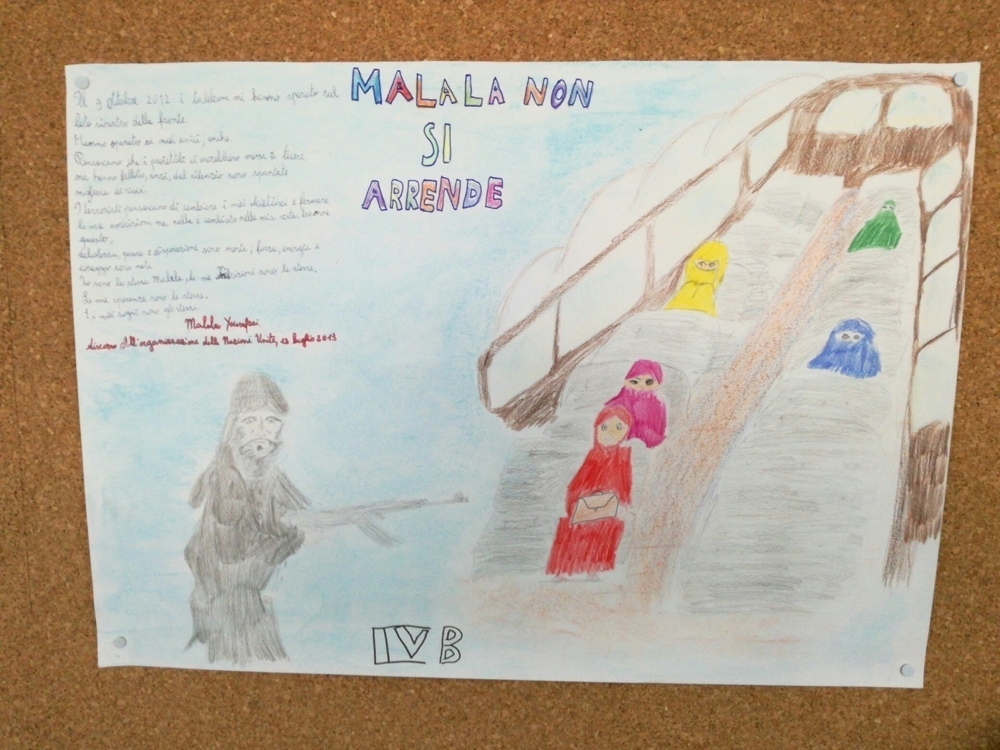 Il 9 ottobre 2012 i talebani mi hanno sparato sul
lato sinistro della fronte.
Hanno sparato ai miei amici, anche.
Pensavano che i proiettili ci avrebbero messi a tacere,
ma hanno fallito, anzi, dal silenzio sono spuntate
migliaia di voci.
I terroristi pensavano di cambiare i miei obiettivi e fermare
le mie ambizioni ma nulla è cambiato nella mia vita, tranne
questo;
debolezza, paura e disperazione sono morte; forza, energia e
coraggio sono nati.
Io sono la stessa Malala, le mie ambizioni sono le stesse.
Le mie speranze sono le stesse.
E i miei sogni sono gli stessi
Malala Yousafzai
discorso all'organizzazione delle Nazioni Unite, 12 luglio 2013
MALALA NON
SI
ARRENDE
IV B